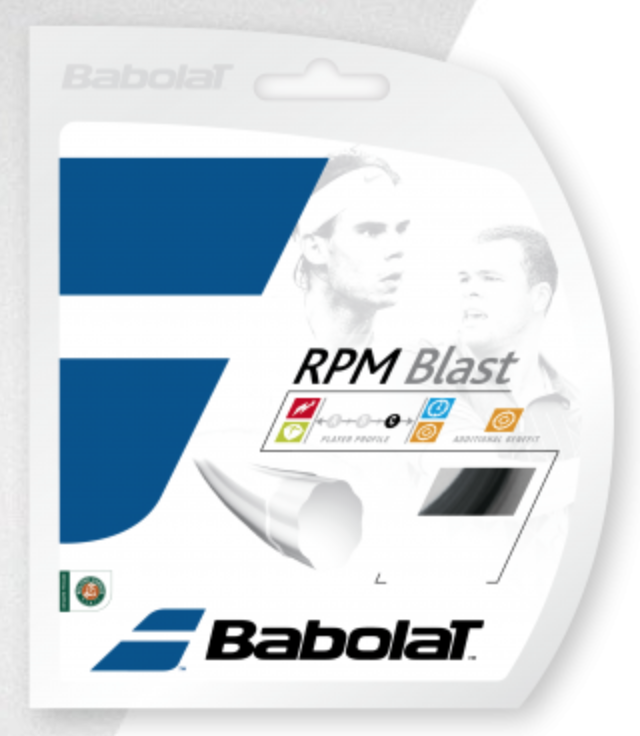 BabolaT
RPM Blast
C
PLAYER PROFILE
ADDITIONAL BENEFIT
BabolaT